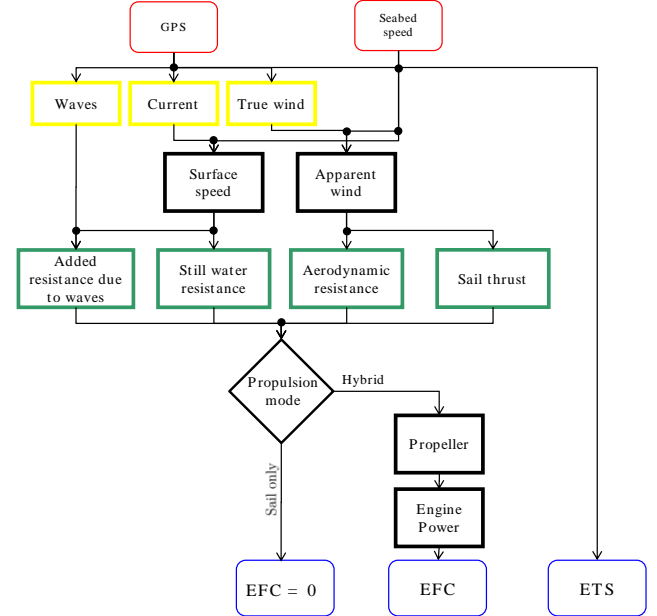 GPS
Seabed
speed
Waves
Current
True wind
Surface
speed
Apparent
wind
Added
resistance due
to waves
Still water
resistance
Aerodynamic
resistance
Sail thrust
Propulsion
mode
Hybrid
Propeller
Sail only
Engine
Power
EFC = 0
EFC
ETS